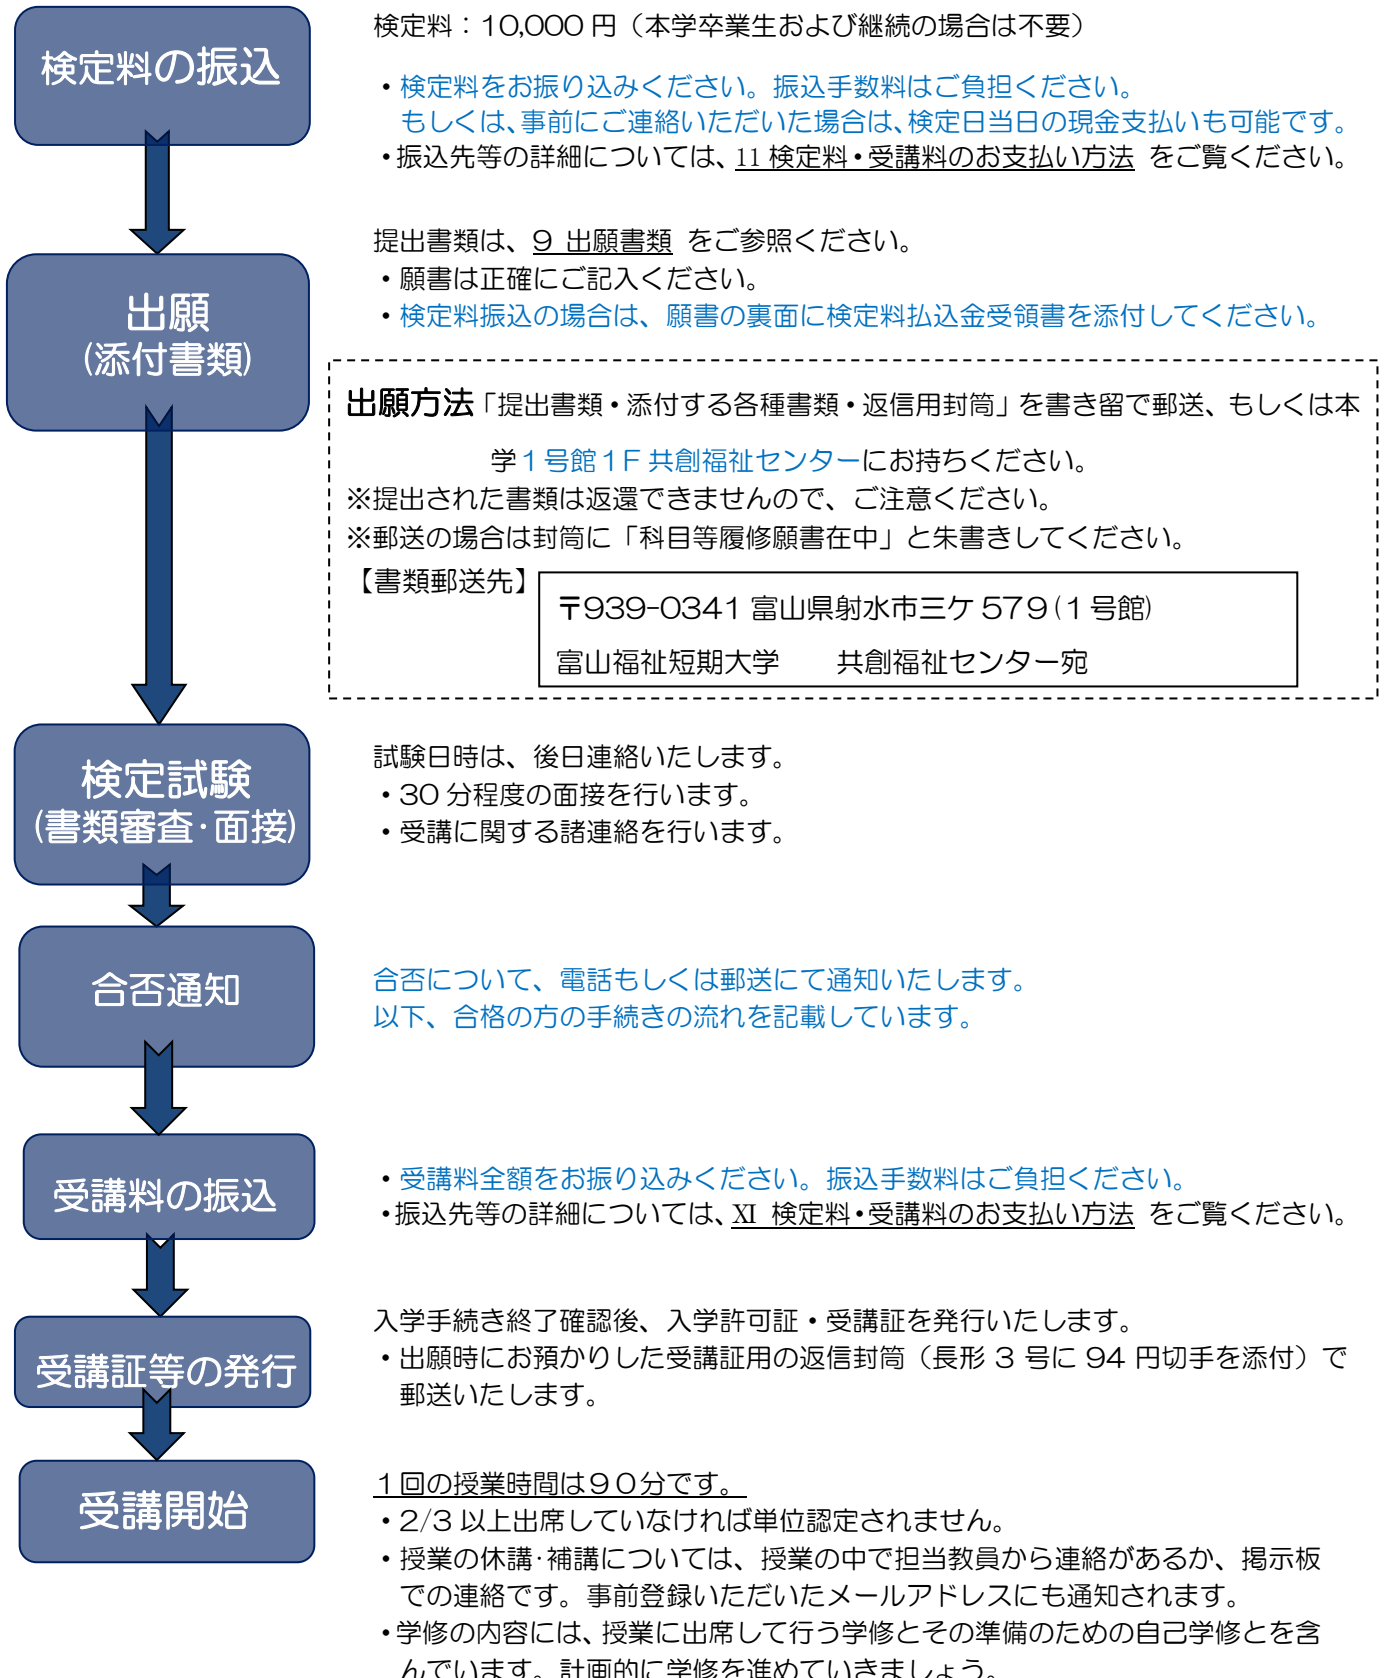 検定料の振込
検定料：10,000 円（本学卒業生および継続の場合は不要）
・検定料をお振り込みください。振込手数料はご負担ください。
もしくは、事前にご連絡いただいた場合は、検定日当日の現金支払いも可能です。
・振込先等の詳細については、11 検定料・受講料のお支払い方法 をご覧ください。
出願
(添付書類)
提出書類は、９ 出願書類 をご参照ください。
・願書は正確にご記入ください。
・検定料振込の場合は、願書の裏面に検定料払込金受領書を添付してください。
出願方法「提出書類・添付する各種書類・返信用封筒」を書き留で郵送、もしくは本
学１号館１F 共創福祉センターにお持ちください。
※提出された書類は返還できませんので、ご注意ください。
※郵送の場合は封筒に「科目等履修願書在中」と朱書きしてください。
【書類郵送先】
〒939-0341 富山県射水市三ケ 579(１号館)
富山福祉短期大学　　共創福祉センター宛
検定試験
(書類審査·面接)
試験日時は、後日連絡いたします。
・30 分程度の面接を行います。
・受講に関する諸連絡を行います。
合否通知
合否について、電話もしくは郵送にて通知いたします。
以下、合格の方の手続きの流れを記載しています。
受講料の振込
・受講料全額をお振り込みください。振込手数料はご負担ください。
・振込先等の詳細については、Ⅺ 検定料・受講料のお支払い方法 をご覧ください。
受講証等の発行
入学手続き終了確認後、入学許可証・受講証を発行いたします。
・出願時にお預かりした受講証用の返信封筒（長形 3 号に 94 円切手を添付）で
郵送いたします。
受講開始
１回の授業時間は９０分です。
・2/3 以上出席していなければ単位認定されません。
・授業の休講·補講については、授業の中で担当教員から連絡があるか、掲示板
での連絡です。事前登録いただいたメールアドレスにも通知されます。
・学修の内容には、授業に出席して行う学修とその準備のための自己学修とを含
んでいます。計画的に学修を進めていきましょう。